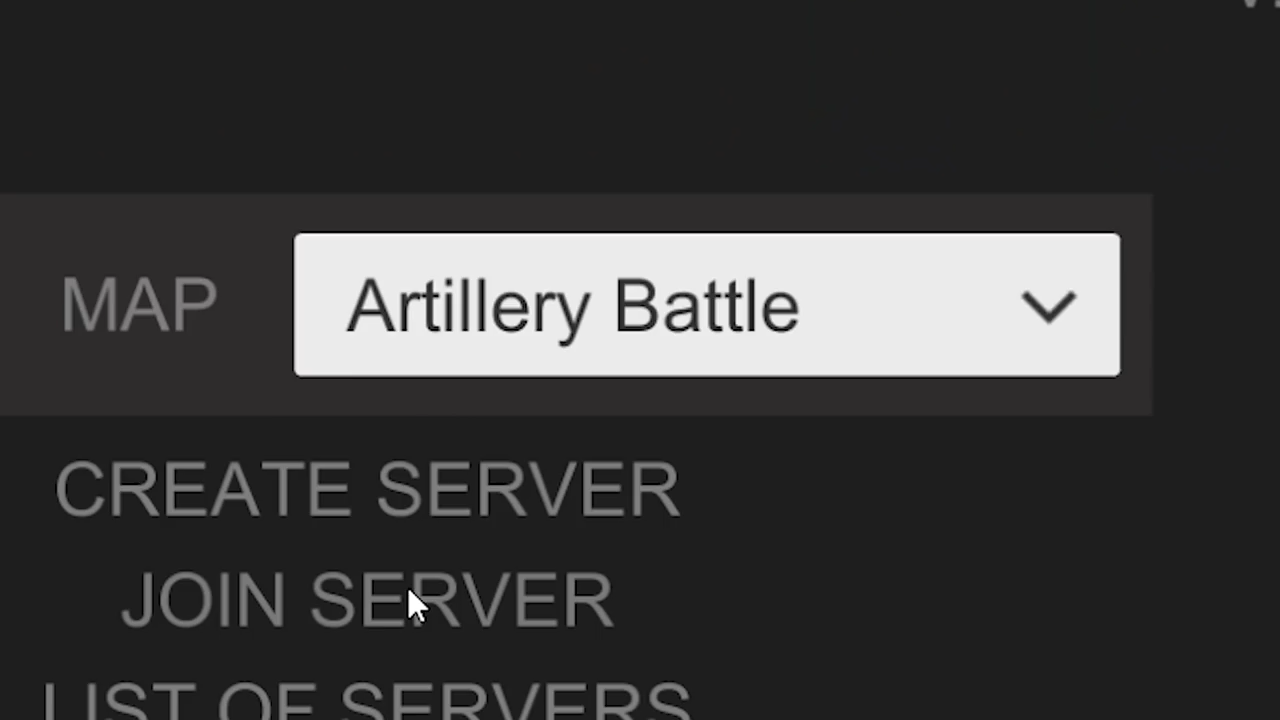 MAP Artillery Battle
CREATE SERVER
JOIN SERVER
LIST OF SERVERS